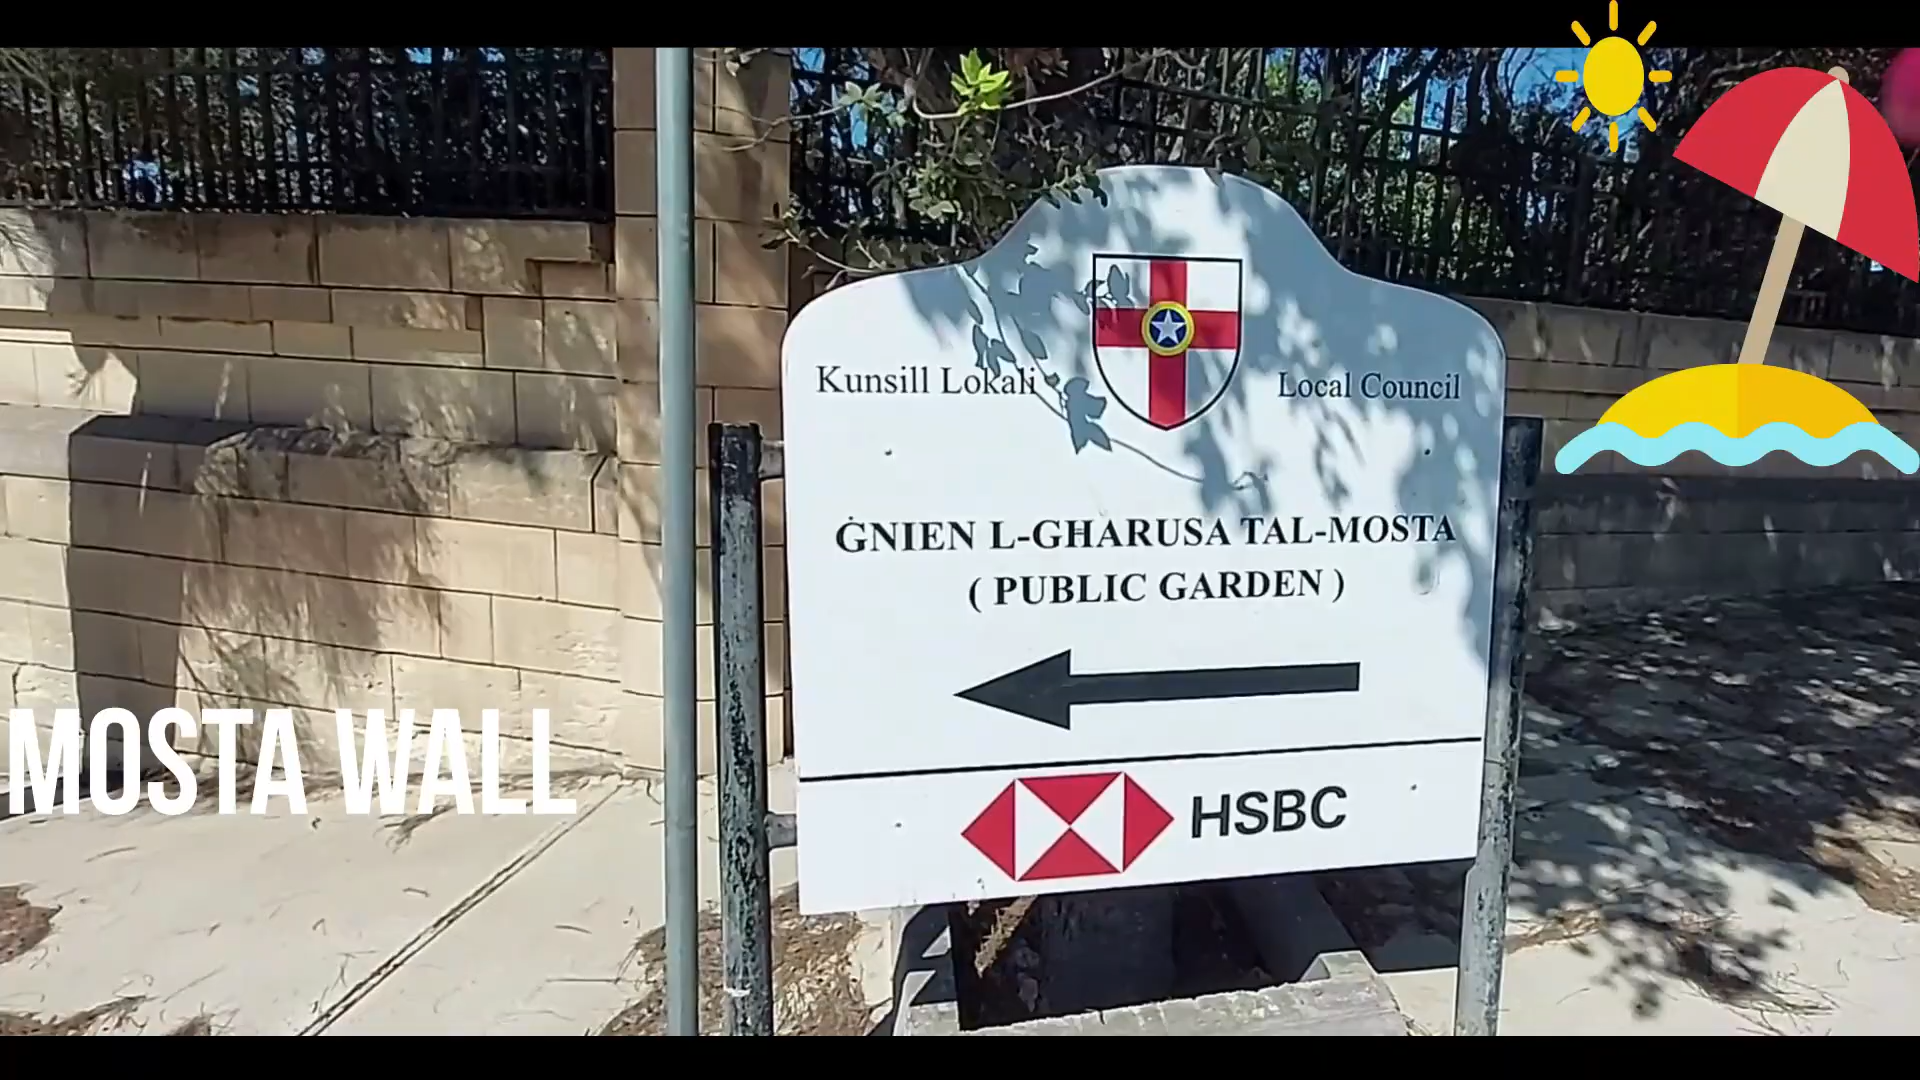 Kunsill Lokali
Local Council
ĠNIEN L-GHARUSA TAL-MOSTA
( PUBLIC GARDEN )
HSBC
MOSTA WALL